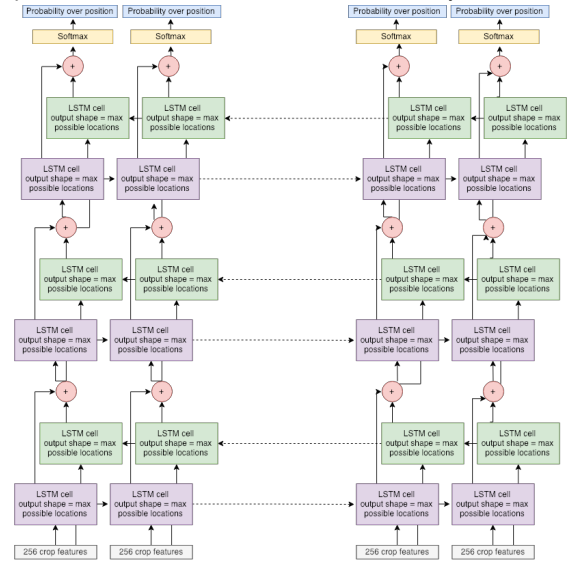 Probability over position Probability over position Probability over position Probability over position
Softmax Softmax Softmax Softmax
+ + + +
LSTM cell LSTM cell LSTM cell LSTM cell
output shape = max output shape = max output shape = max output shape = max
possible locations possible locations possible locations possible locations
LSTM cell LSTM cell LSTM cell LSTM cell
output shape = max output shape = max output shape = max output shape = max
possible locations possible locations possible locations possible locations
+ + + +
LSTM cell LSTM cell LSTM cell LSTM cell
output shape = max output shape = max output shape = max output shape = max
possible locations possible locations possible locations possible locations
LSTM cell LSTM cell LSTM cell LSTM cell
output shape = max output shape = max output shape = max output shape = max
possible locations possible locations possible locations possible locations
+ + + +
LSTM cell LSTM cell LSTM cell LSTM cell
output shape = max output shape = max output shape = max output shape = max
possible locations possible locations possible locations possible locations
LSTM cell LSTM cell LSTM cell LSTM cell
output shape = max output shape = max output shape = max output shape = max
possible locations possible locations possible locations possible locations
256 crop features 256 crop features 256 crop features 256 crop features